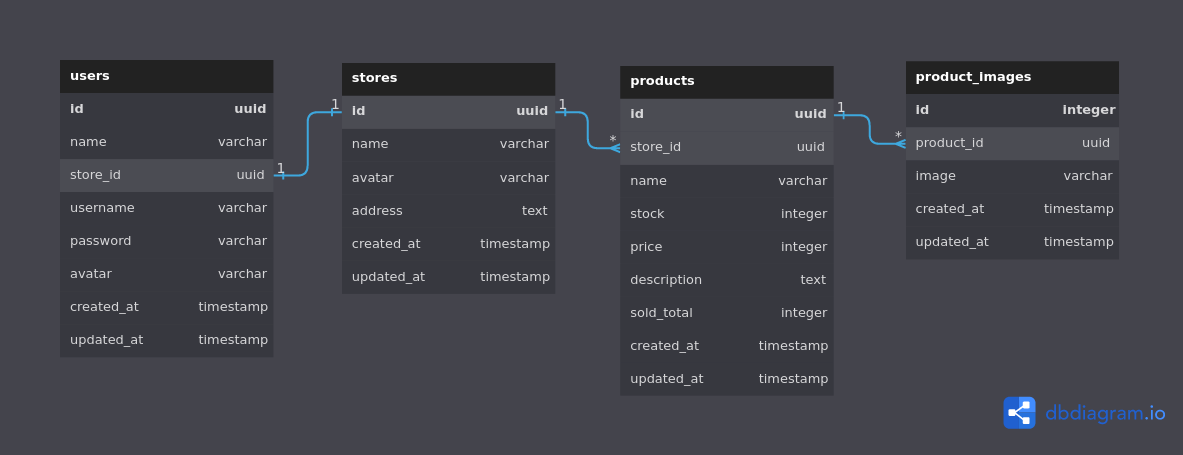 users
id uuid
name varchar
store_id uuid
username varchar
password varchar
avatar varchar
created_at timestamp
updated_at timestamp
1
1
stores
id uuid
name varchar
avatar varchar
address text
created_at timestamp
updated_at timestamp
1
*
products
id uuid
store_id uuid
name varchar
stock integer
price integer
description text
sold_total integer
created_at timestamp
updated_at timestamp
1
*
product_images
id integer
product_id uuid
image varchar
created_at timestamp
updated_at timestamp
dbdiagram.io